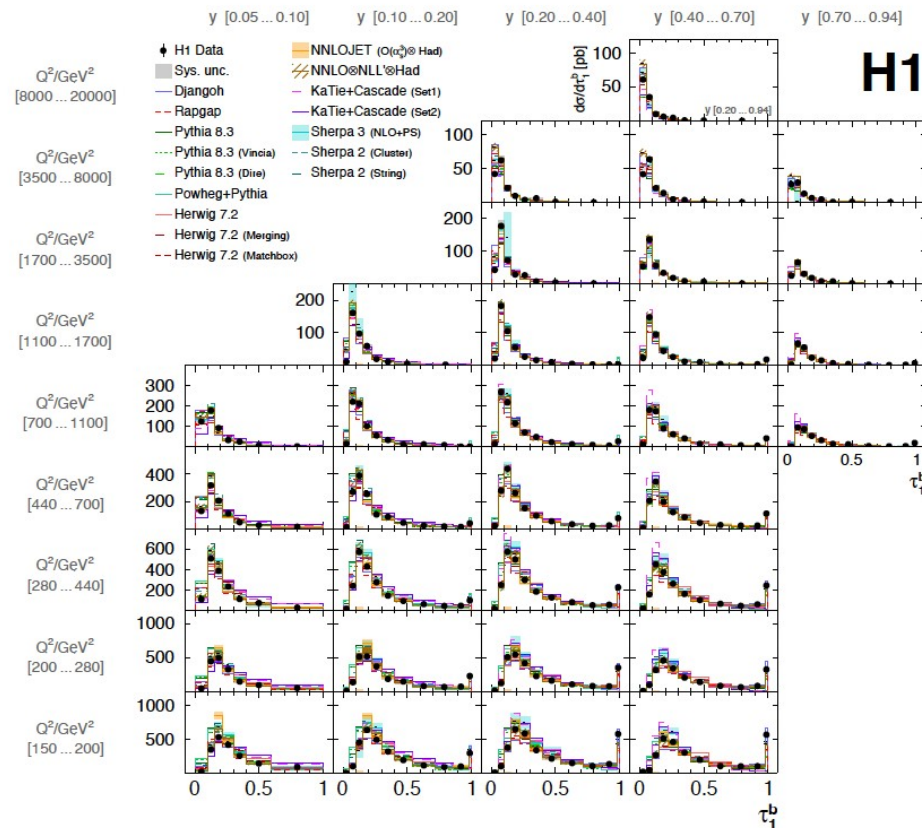 y [0.05 ... 0.10] y [0.10 ... 0.20] y [0.20 ... 0.40] y [0.40 ... 0.70] y [0.70 ... 0.94]
H1
H1 Data
Sys. unc.
Djangoh
Rapgap
Pythia 8.3
Pythia 8.3 (Vincia)
Pythia 8.3 (Dire)
Powheg+Pythia
Herwig 7.2
Herwig 7.2 (Merging)
Herwig 7.2 (Matchbox)
NNLOJET (O(αs²)⊗ Had)
NNLO⊗NLL'⊗Had
KaTie+Cascade (Set1)
KaTie+Cascade (Set2)
Sherpa 3 (NLO+PS)
Sherpa 2 (Cluster)
Sherpa 2 (String)
dσ/dτ₁ᵇ [pb]
Q²/GeV²
[8000 ... 20000]
100
50
y [0.20 ... 0.94]
Q²/GeV²
[3500 ... 8000]
100
50
Q²/GeV²
[1700 ... 3500]
200
100
Q²/GeV²
[1100 ... 1700]
200
100
Q²/GeV²
[700 ... 1100]
300
200
100
0 0.5 1
τ₁ᵇ
Q²/GeV²
[440 ... 700]
400
200
Q²/GeV²
[280 ... 440]
600
400
200
Q²/GeV²
[200 ... 280]
1000
500
Q²/GeV²
[150 ... 200]
1000
500
0 0.5 1 0 0.5 1 0 0.5 1 0 0.5 1
τ₁ᵇ